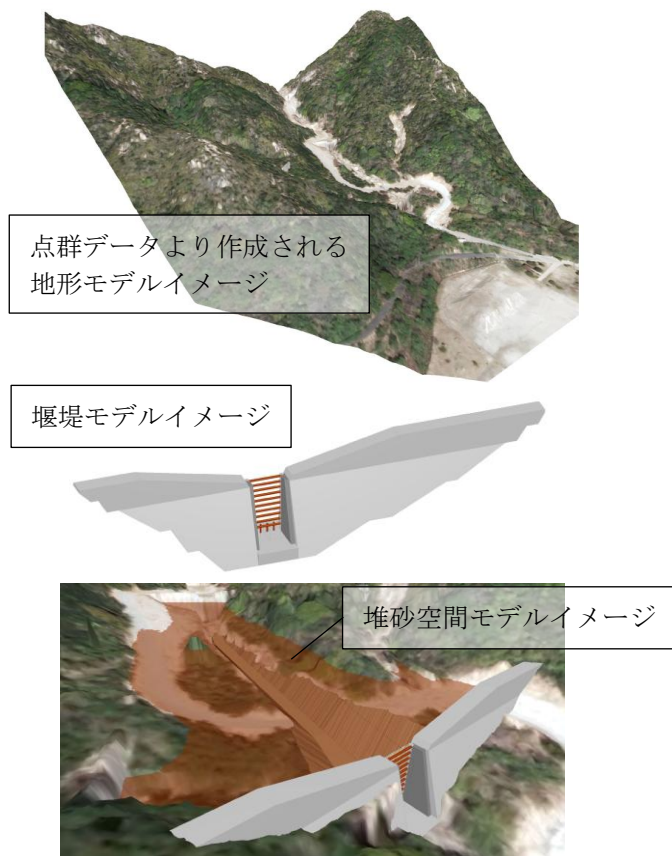 点群データより作成される
地形モデルイメージ
堰堤モデルイメージ
堆砂空間モデルイメージ